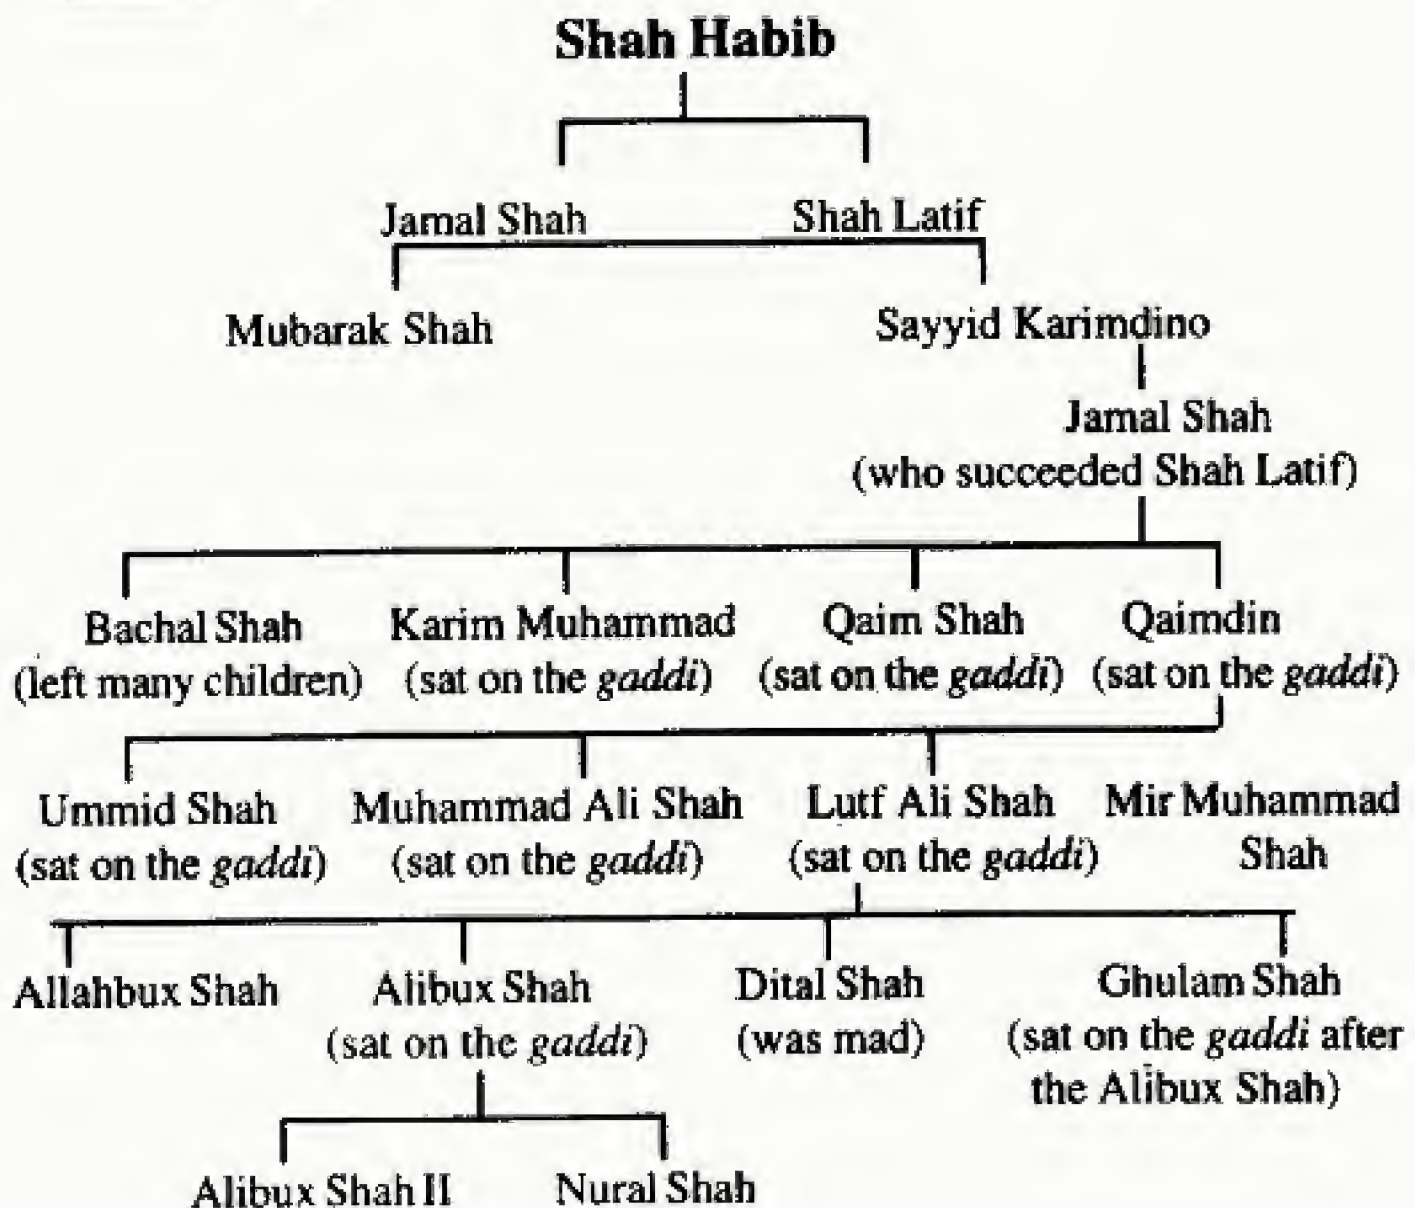 Shah Habib
Jamal Shah Shah Latif
Mubarak Shah Sayyid Karimdino
Jamal Shah
(who succeeded Shah Latif)
Bachal Shah Karim Muhammad Qaim Shah Qaimdin
(left many children) (sat on the gaddi) (sat on the gaddi) (sat on the gaddi)
Ummid Shah Muhammad Ali Shah Lutf Ali Shah Mir Muhammad
(sat on the gaddi) (sat on the gaddi) (sat on the gaddi) Shah
Allahbux Shah Alibux Shah Dital Shah Ghulam Shah
(sat on the gaddi) (was mad) (sat on the gaddi after
the Alibux Shah)
Alibux Shah II Nural Shah